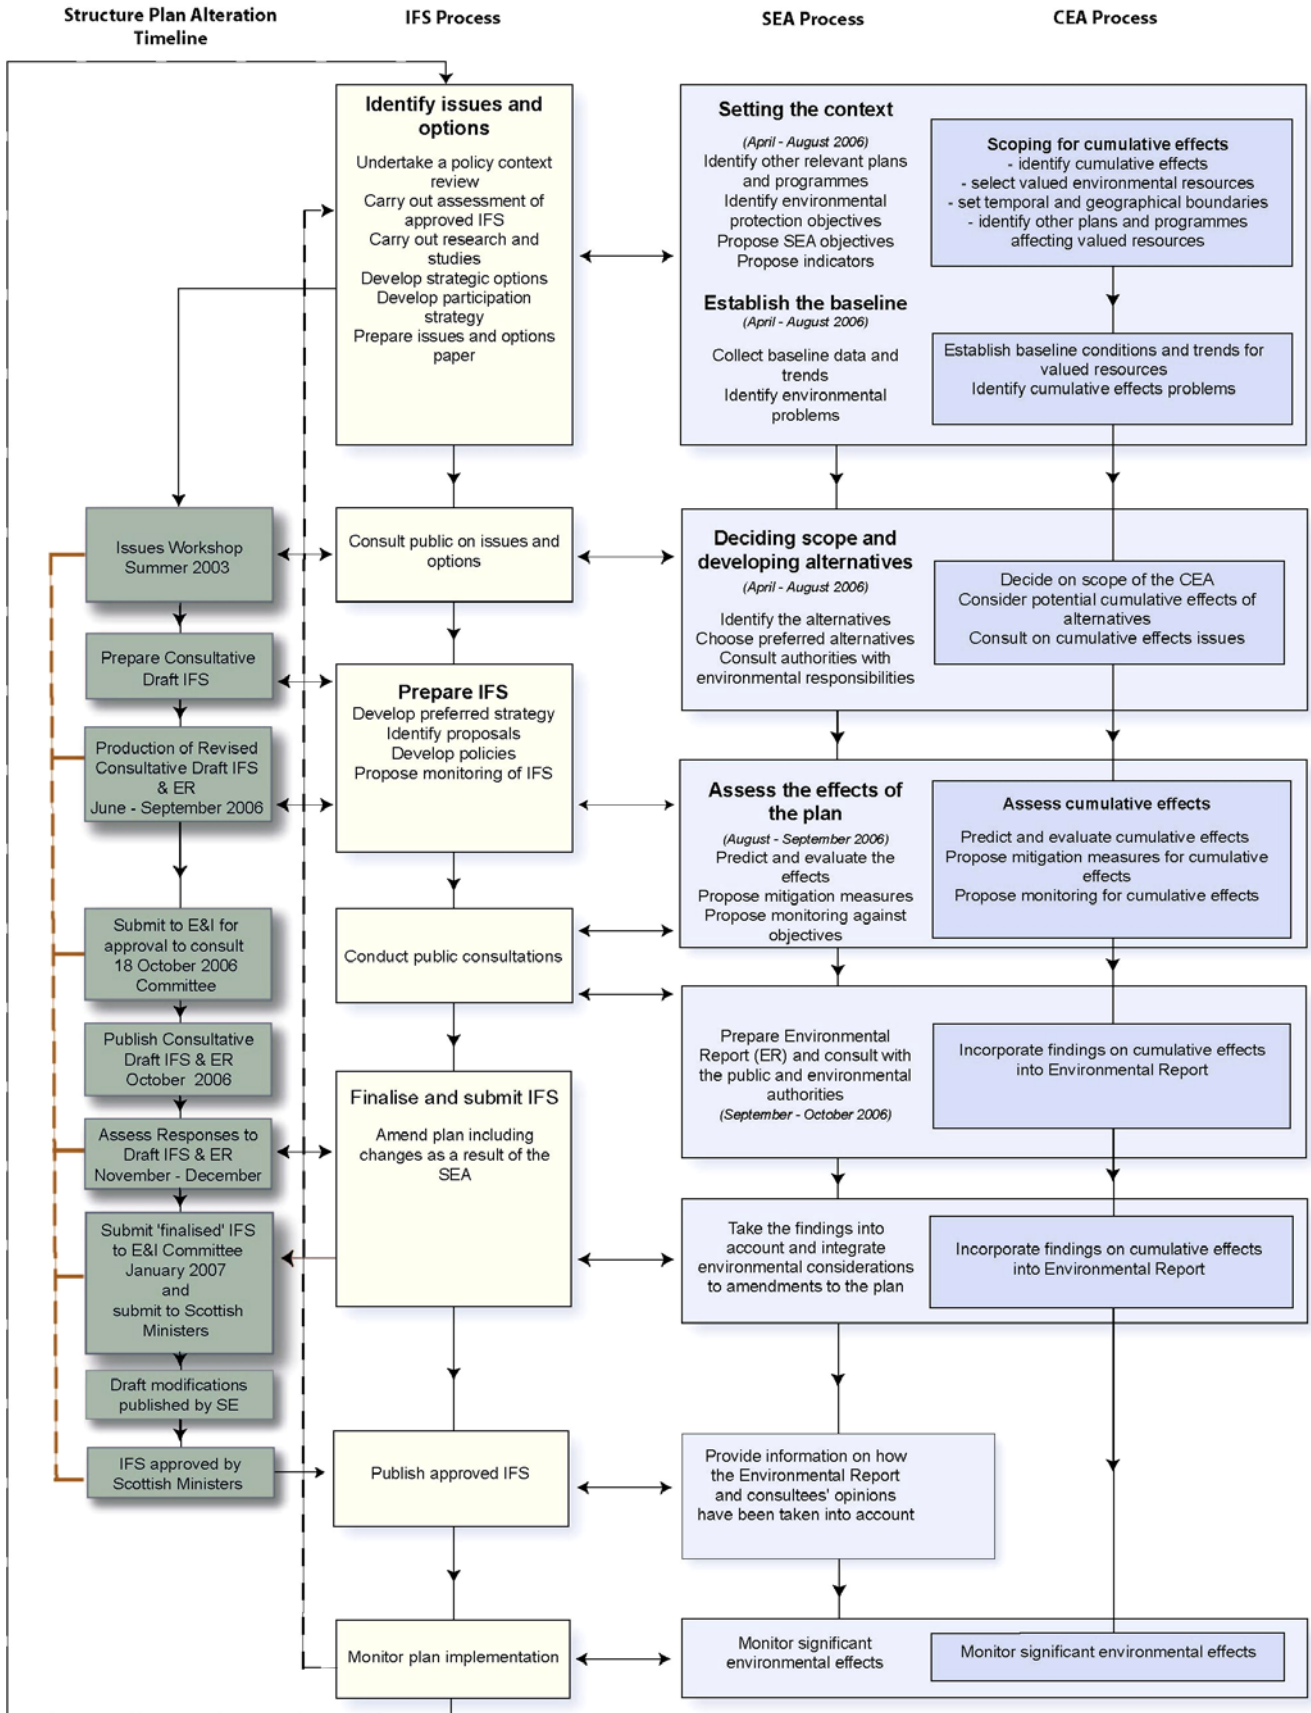 Structure Plan Alteration
Timeline
IFS Process
SEA Process
CEA Process
Identify issues and
options
Undertake a policy context
review
Carry out assessment of
approved IFS
Carry out research and
studies
Develop strategic options
Develop participation
strategy
Prepare issues and options
paper
Setting the context
(April - August 2006)
Identify other relevant plans
and programmes
Identify environmental
protection objectives
Propose SEA objectives
Propose indicators
Establish the baseline
(April - August 2006)
Collect baseline data and
trends
Identify environmental
problems
Scoping for cumulative effects
- identify cumulative effects
- select valued environmental resources
- set temporal and geographical boundaries
- identify other plans and programmes
affecting valued resources
Establish baseline conditions and trends for
valued resources
Identify cumulative effects problems
Issues Workshop
Summer 2003
Consult public on issues and
options
Deciding scope and
developing alternatives
(April - August 2006)
Identify the alternatives
Choose preferred alternatives
Consult authorities with
environmental responsibilities
Decide on scope of the CEA
Consider potential cumulative effects of
alternatives
Consult on cumulative effects issues
Prepare Consultative
Draft IFS
Prepare IFS
Develop preferred strategy
Identify proposals
Develop policies
Propose monitoring of IFS
Production of Revised
Consultative Draft IFS
& ER
June - September 2006
Assess the effects of
the plan
(August - September 2006)
Predict and evaluate the
effects
Propose mitigation measures
Propose monitoring against
objectives
Assess cumulative effects
Predict and evaluate cumulative effects
Propose mitigation measures for cumulative
effects
Propose monitoring for cumulative effects
Submit to E&I for
approval to consult
18 October 2006
Committee
Conduct public consultations
Publish Consultative
Draft IFS & ER
October 2006
Prepare Environmental
Report (ER) and consult with
the public and environmental
authorities
(September - October 2006)
Incorporate findings on cumulative effects
into Environmental Report
Finalise and submit IFS
Amend plan including
changes as a result of the
SEA
Assess Responses to
Draft IFS & ER
November - December
Submit 'finalised' IFS
to E&I Committee
January 2007
and
submit to Scottish
Ministers
Take the findings into
account and integrate
environmental considerations
to amendments to the plan
Incorporate findings on cumulative effects
into Environmental Report
Draft modifications
published by SE
IFS approved by
Scottish Ministers
Publish approved IFS
Provide information on how
the Environmental Report
and consultees' opinions
have been taken into account
Monitor plan implementation
Monitor significant
environmental effects
Monitor significant environmental effects